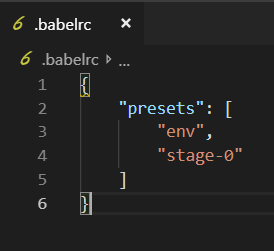 .babelrc ×
.babelrc > ...
1 {
2     "presets": [
3         "env",
4         "stage-0"
5     ]
6 }